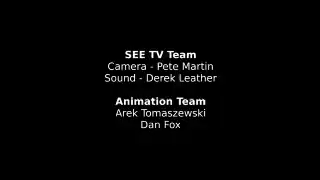 SEE TV Team
Camera - Pete Martin
Sound - Derek Leather
Animation Team
Arek Tomaszewski
Dan Fox